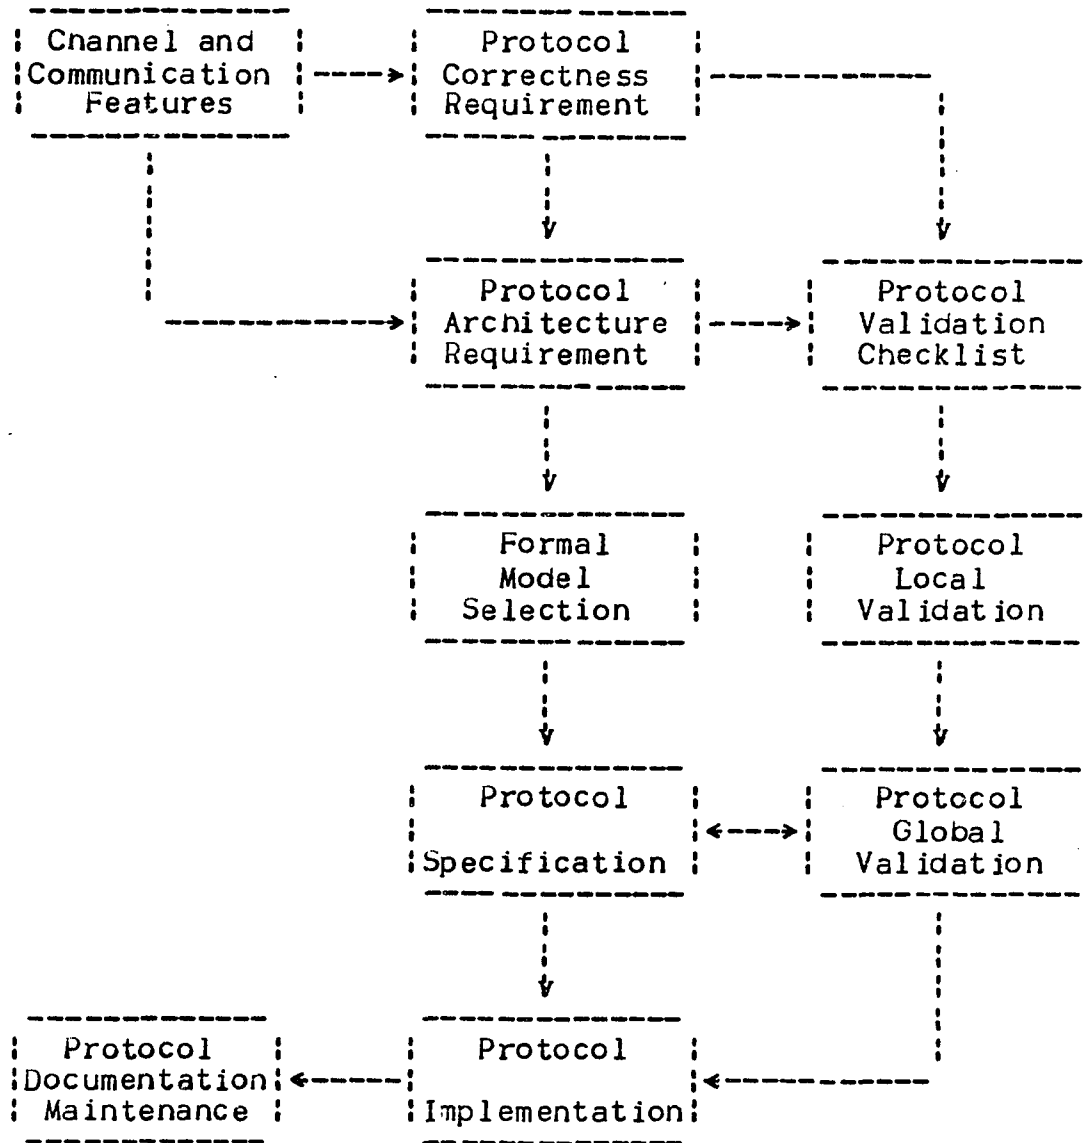 Channel and
Communication
Features
Protocol
Correctness
Requirement
Protocol
Architecture
Requirement
Protocol
Validation
Checklist
Formal
Model
Selection
Protocol
Local
Validation
Protocol
Specification
Protocol
Global
Validation
Protocol
Documentation
Maintenance
Protocol
Implementation